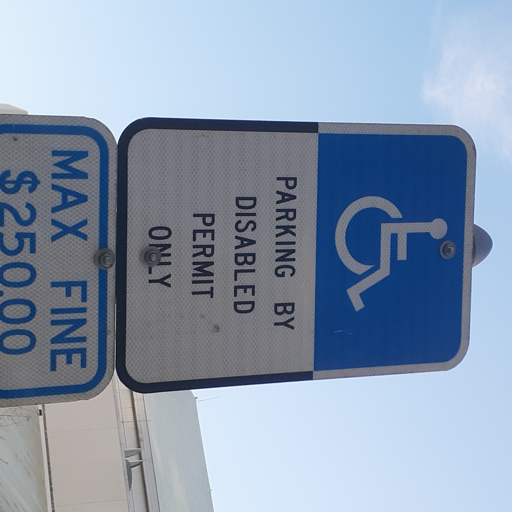 PARKING BY
DISABLED
PERMIT
ONLY
MAX FINE
$250.00